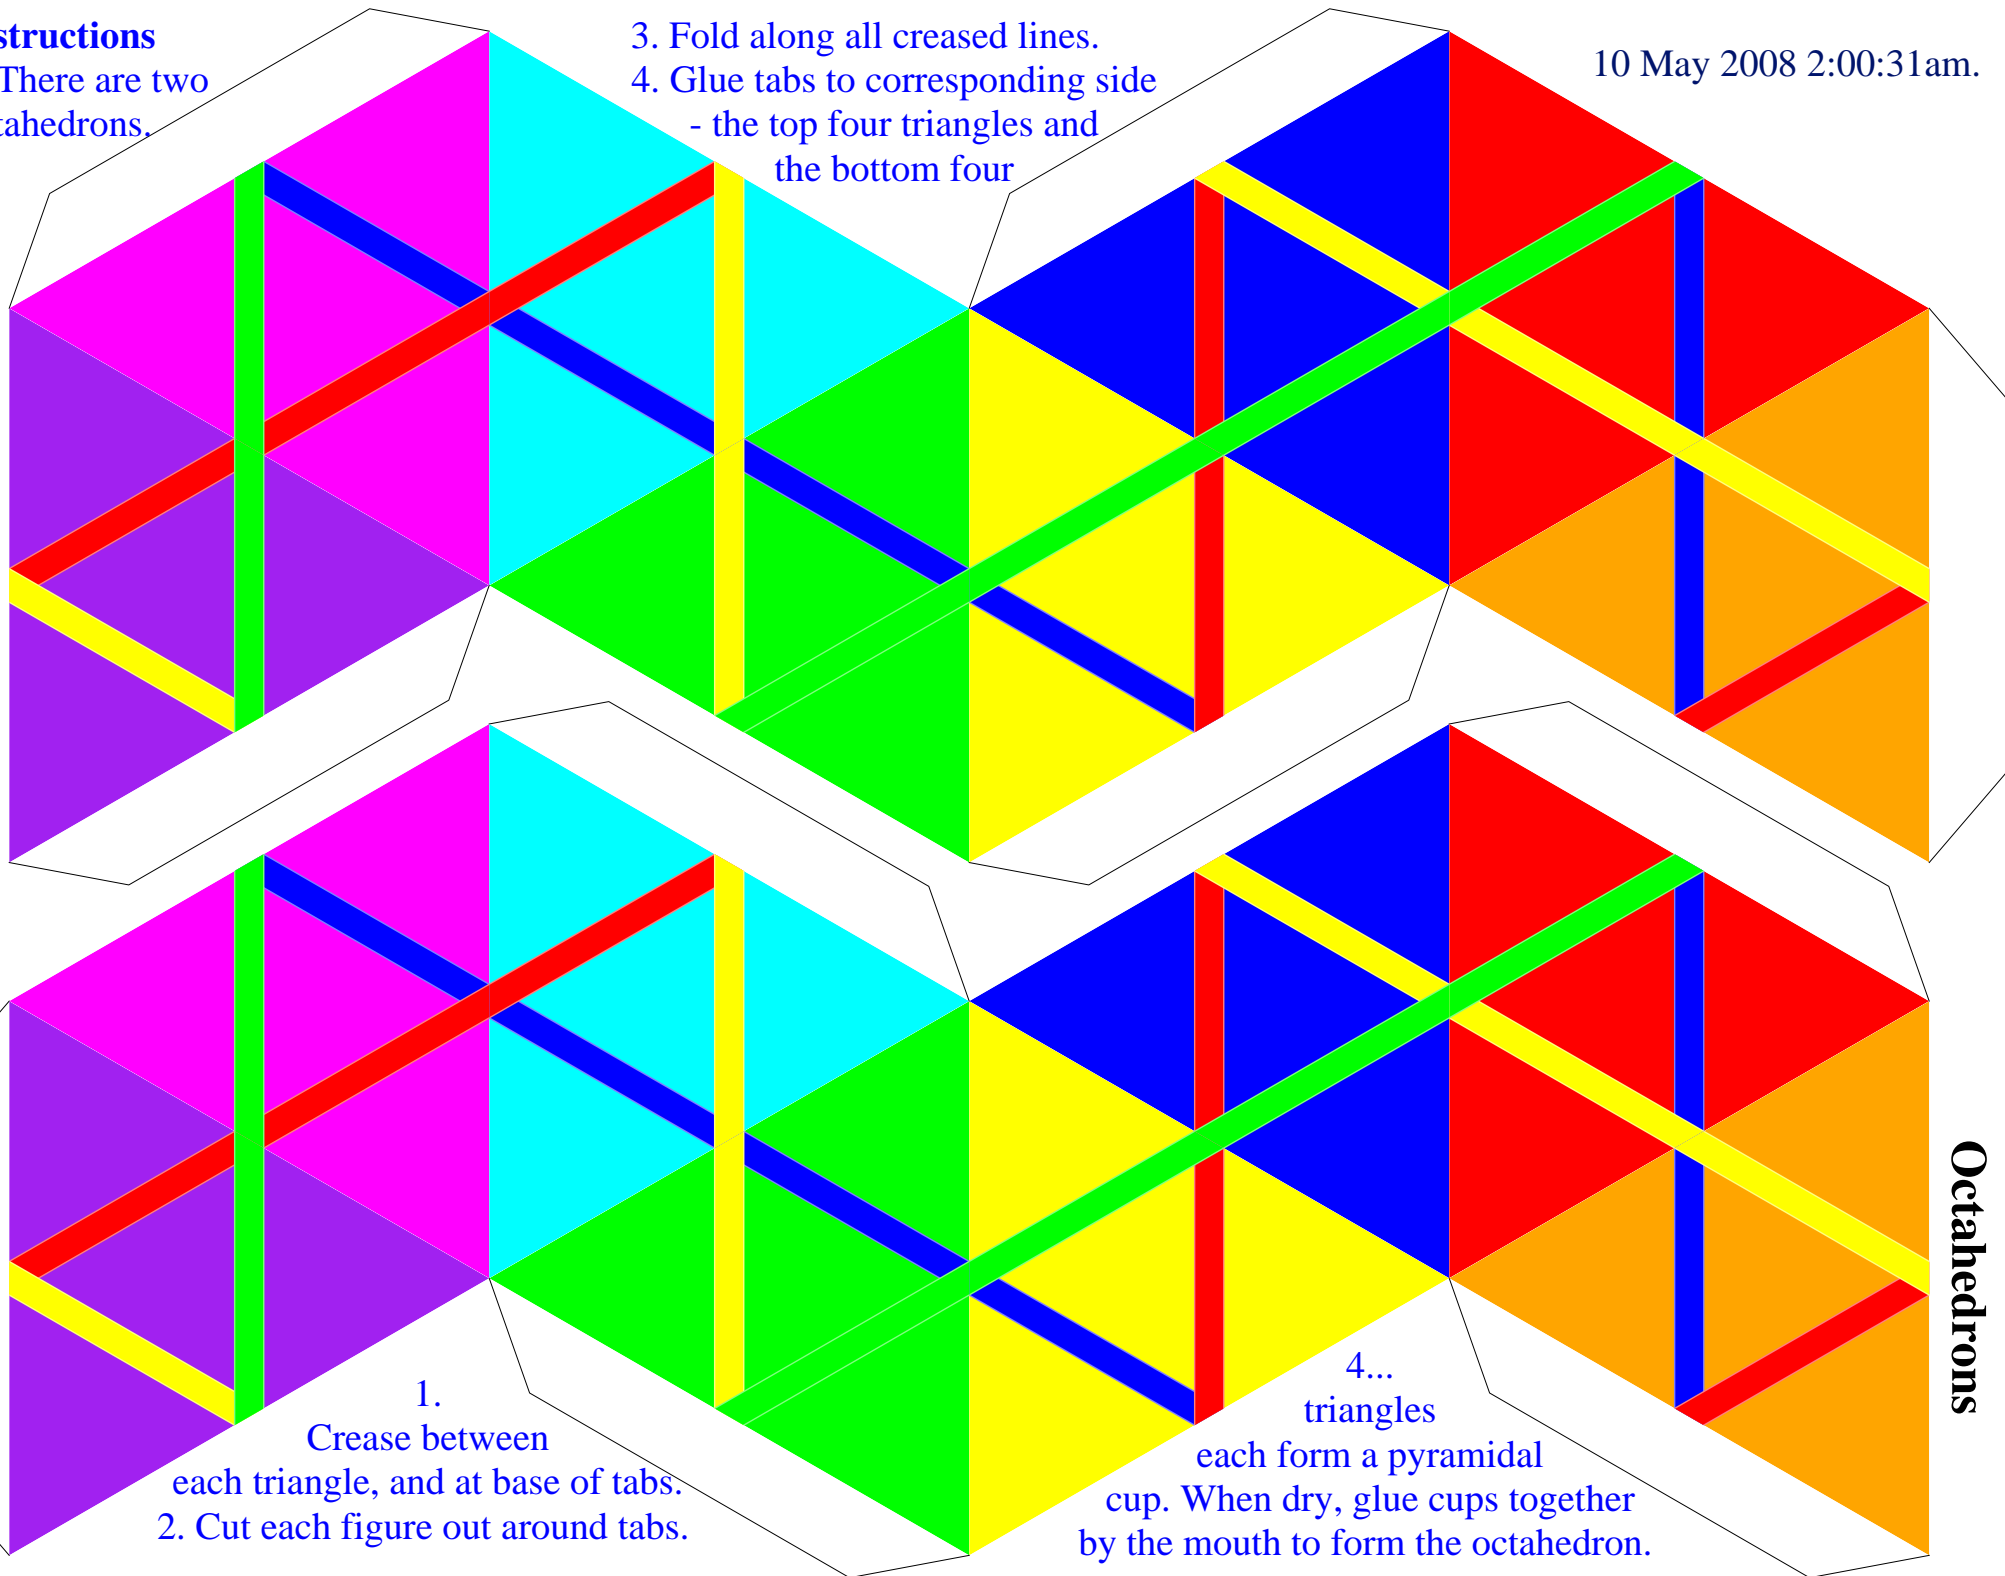 structions
There are two
tahedrons.
3. Fold along all creased lines.
4. Glue tabs to corresponding side
- the top four triangles and
the bottom four
10 May 2008 2:00:31am.
Octahedrons
1.
Crease between
each triangle, and at base of tabs.
2. Cut each figure out around tabs.
4...
triangles
each form a pyramidal
cup. When dry, glue cups together
by the mouth to form the octahedron.